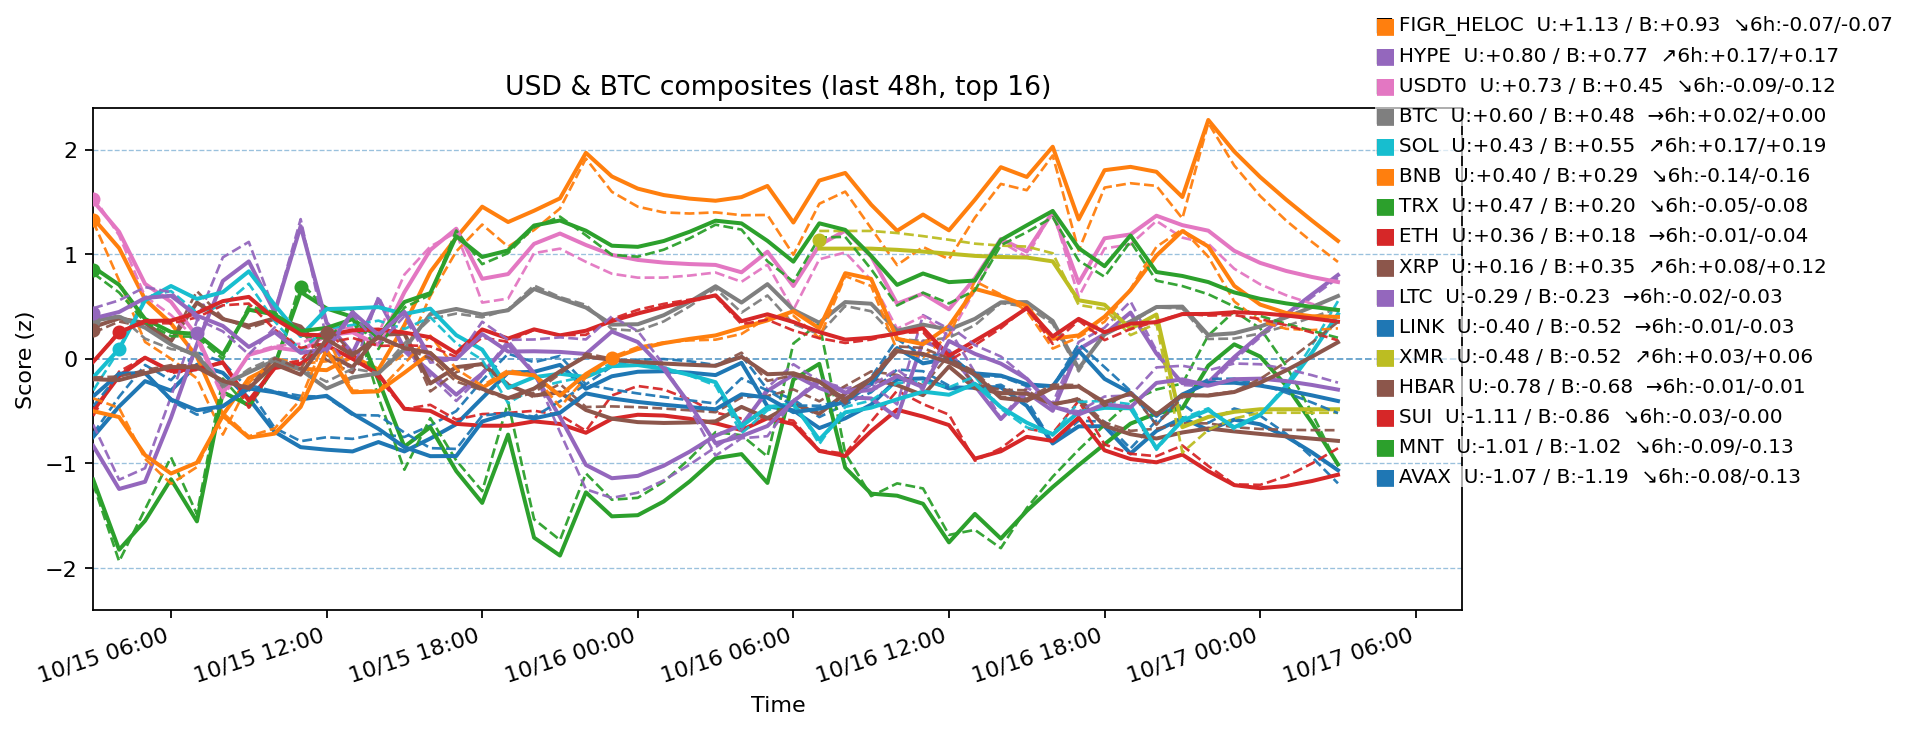 FIGR_HELOC U:+1.13 / B:+0.93 ↘6h:-0.07/-0.07
HYPE U:+0.80 / B:+0.77 ↗6h:+0.17/+0.17
USD & BTC composites (last 48h, top 16)
USDT0 U:+0.73 / B:+0.45 ↘6h:-0.09/-0.12
BTC U:+0.60 / B:+0.48 →6h:+0.02/+0.00
SOL U:+0.43 / B:+0.55 ↗6h:+0.17/+0.19
BNB U:+0.40 / B:+0.29 ↘6h:-0.14/-0.16
TRX U:+0.47 / B:+0.20 ↘6h:-0.05/-0.08
ETH U:+0.36 / B:+0.18 →6h:-0.01/-0.04
XRP U:+0.16 / B:+0.35 ↗6h:+0.08/+0.12
LTC U:-0.29 / B:-0.23 →6h:-0.02/-0.03
LINK U:-0.40 / B:-0.52 →6h:-0.01/-0.03
XMR U:-0.48 / B:-0.52 ↗6h:+0.03/+0.06
HBAR U:-0.78 / B:-0.68 →6h:-0.01/-0.01
SUI U:-1.11 / B:-0.86 ↘6h:-0.03/-0.00
MNT U:-1.01 / B:-1.02 ↘6h:-0.09/-0.13
AVAX U:-1.07 / B:-1.19 ↘6h:-0.08/-0.13
Score (z)
2
1
0
−1
−2
10/15 06:00
10/15 12:00
10/15 18:00
10/16 00:00
10/16 06:00
10/16 12:00
10/16 18:00
10/17 00:00
10/17 06:00
Time